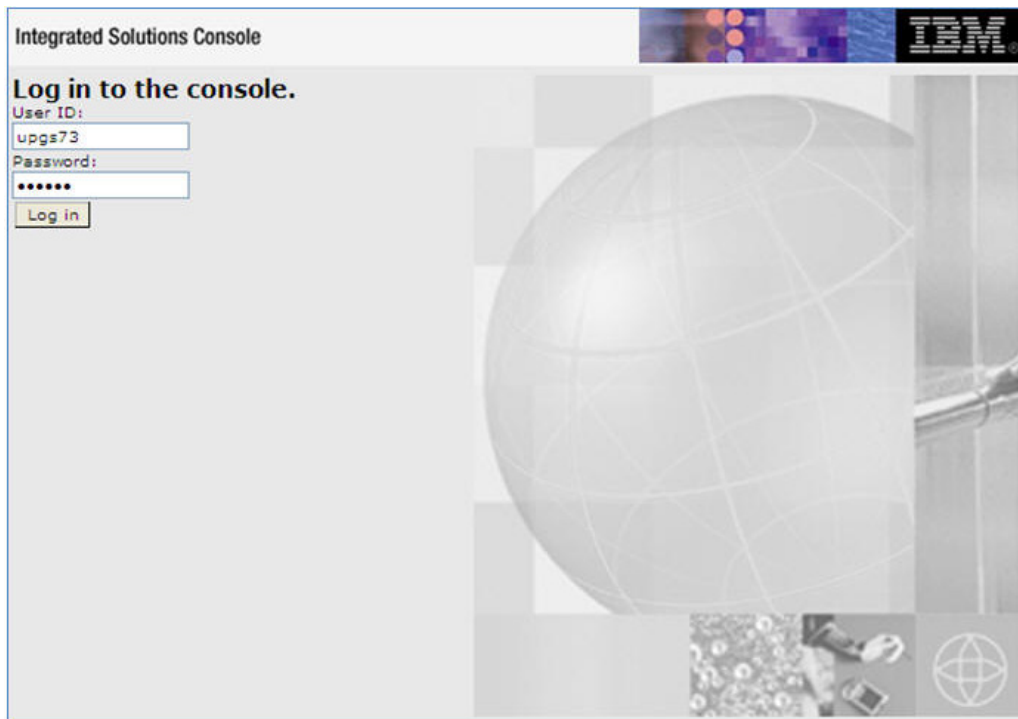 Integrated Solutions Console
IBM®
Log in to the console.
User ID:
upgs73
Password:
••••••
Log in